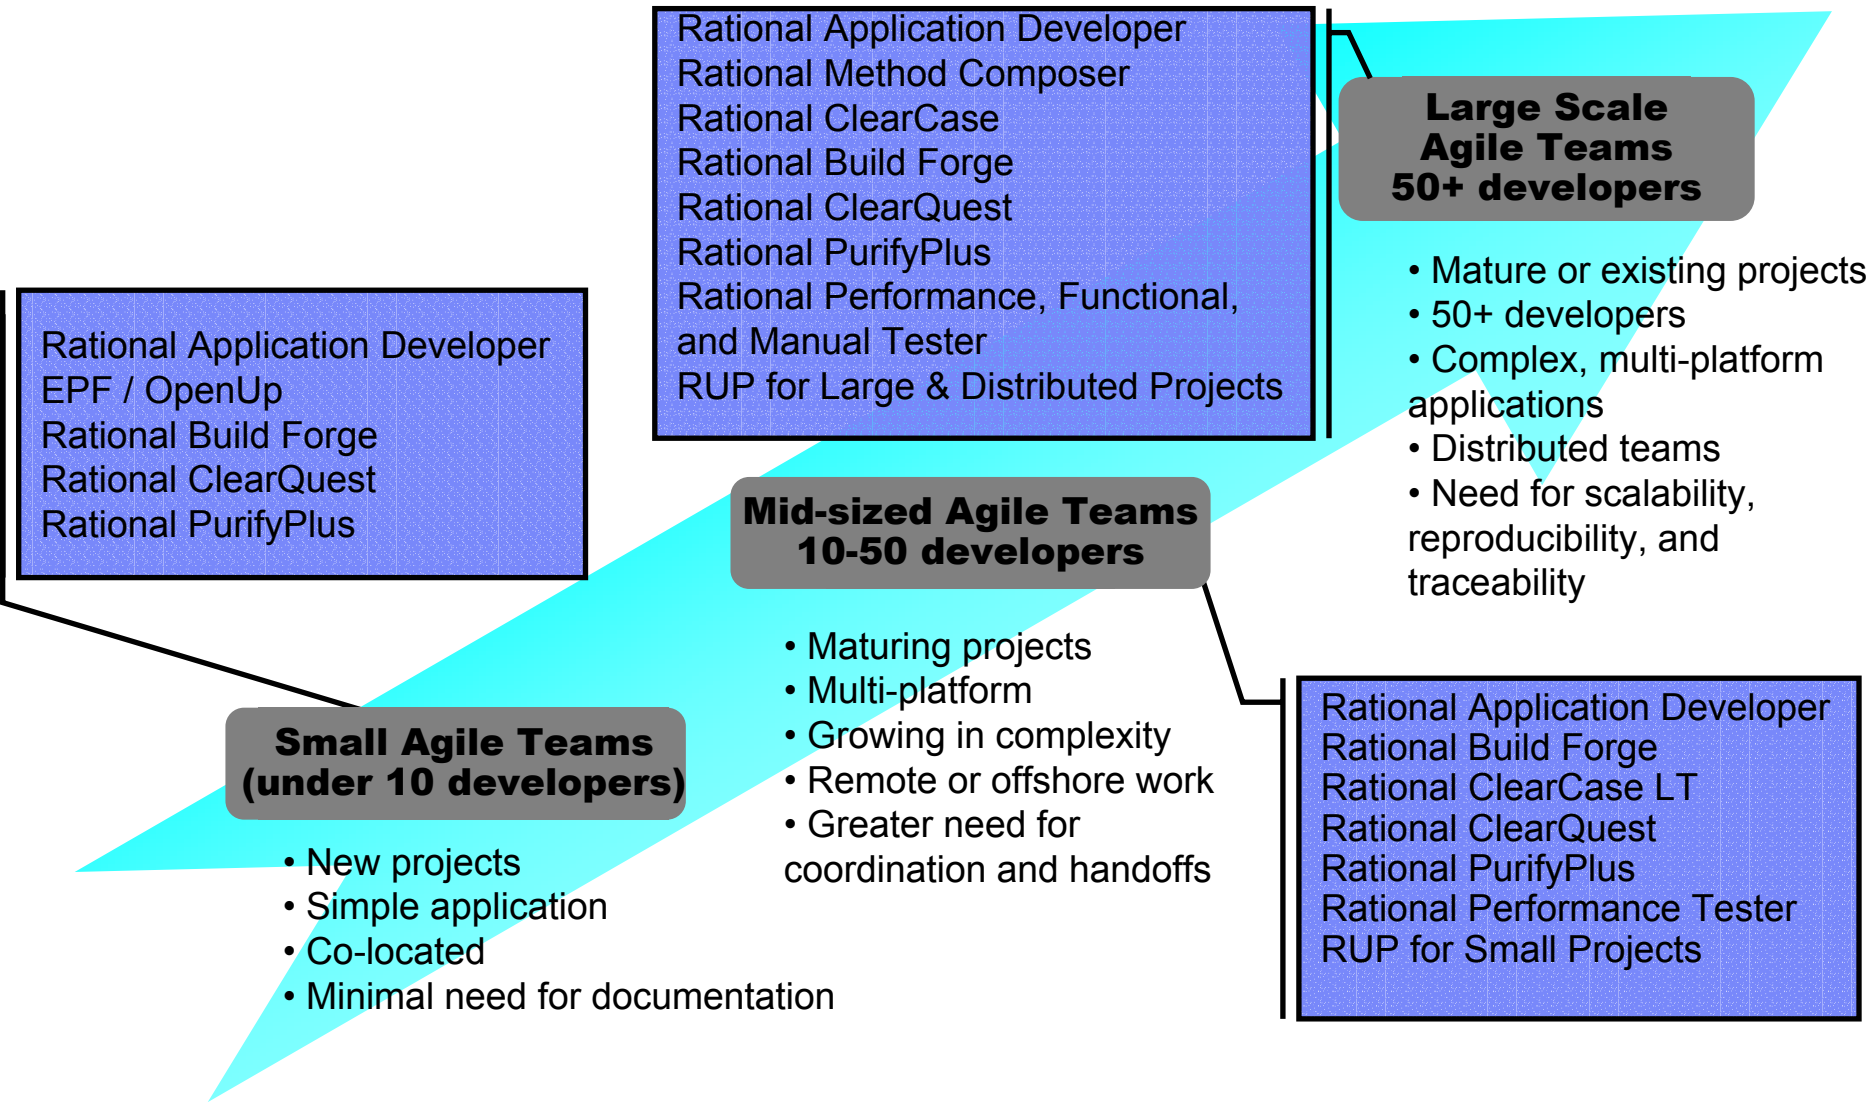 Rational Application Developer
Rational Method Composer
Rational ClearCase
Rational Build Forge
Rational ClearQuest
Rational PurifyPlus
Rational Performance, Functional,
and Manual Tester
RUP for Large & Distributed Projects
Large Scale
Agile Teams
50+ developers
• Mature or existing projects
• 50+ developers
• Complex, multi-platform
applications
• Distributed teams
• Need for scalability,
reproducibility, and
traceability
Rational Application Developer
EPF / OpenUp
Rational Build Forge
Rational ClearQuest
Rational PurifyPlus
Mid-sized Agile Teams
10-50 developers
• Maturing projects
• Multi-platform
• Growing in complexity
• Remote or offshore work
• Greater need for
coordination and handoffs
Small Agile Teams
(under 10 developers)
• New projects
• Simple application
• Co-located
• Minimal need for documentation
Rational Application Developer
Rational Build Forge
Rational ClearCase LT
Rational ClearQuest
Rational PurifyPlus
Rational Performance Tester
RUP for Small Projects